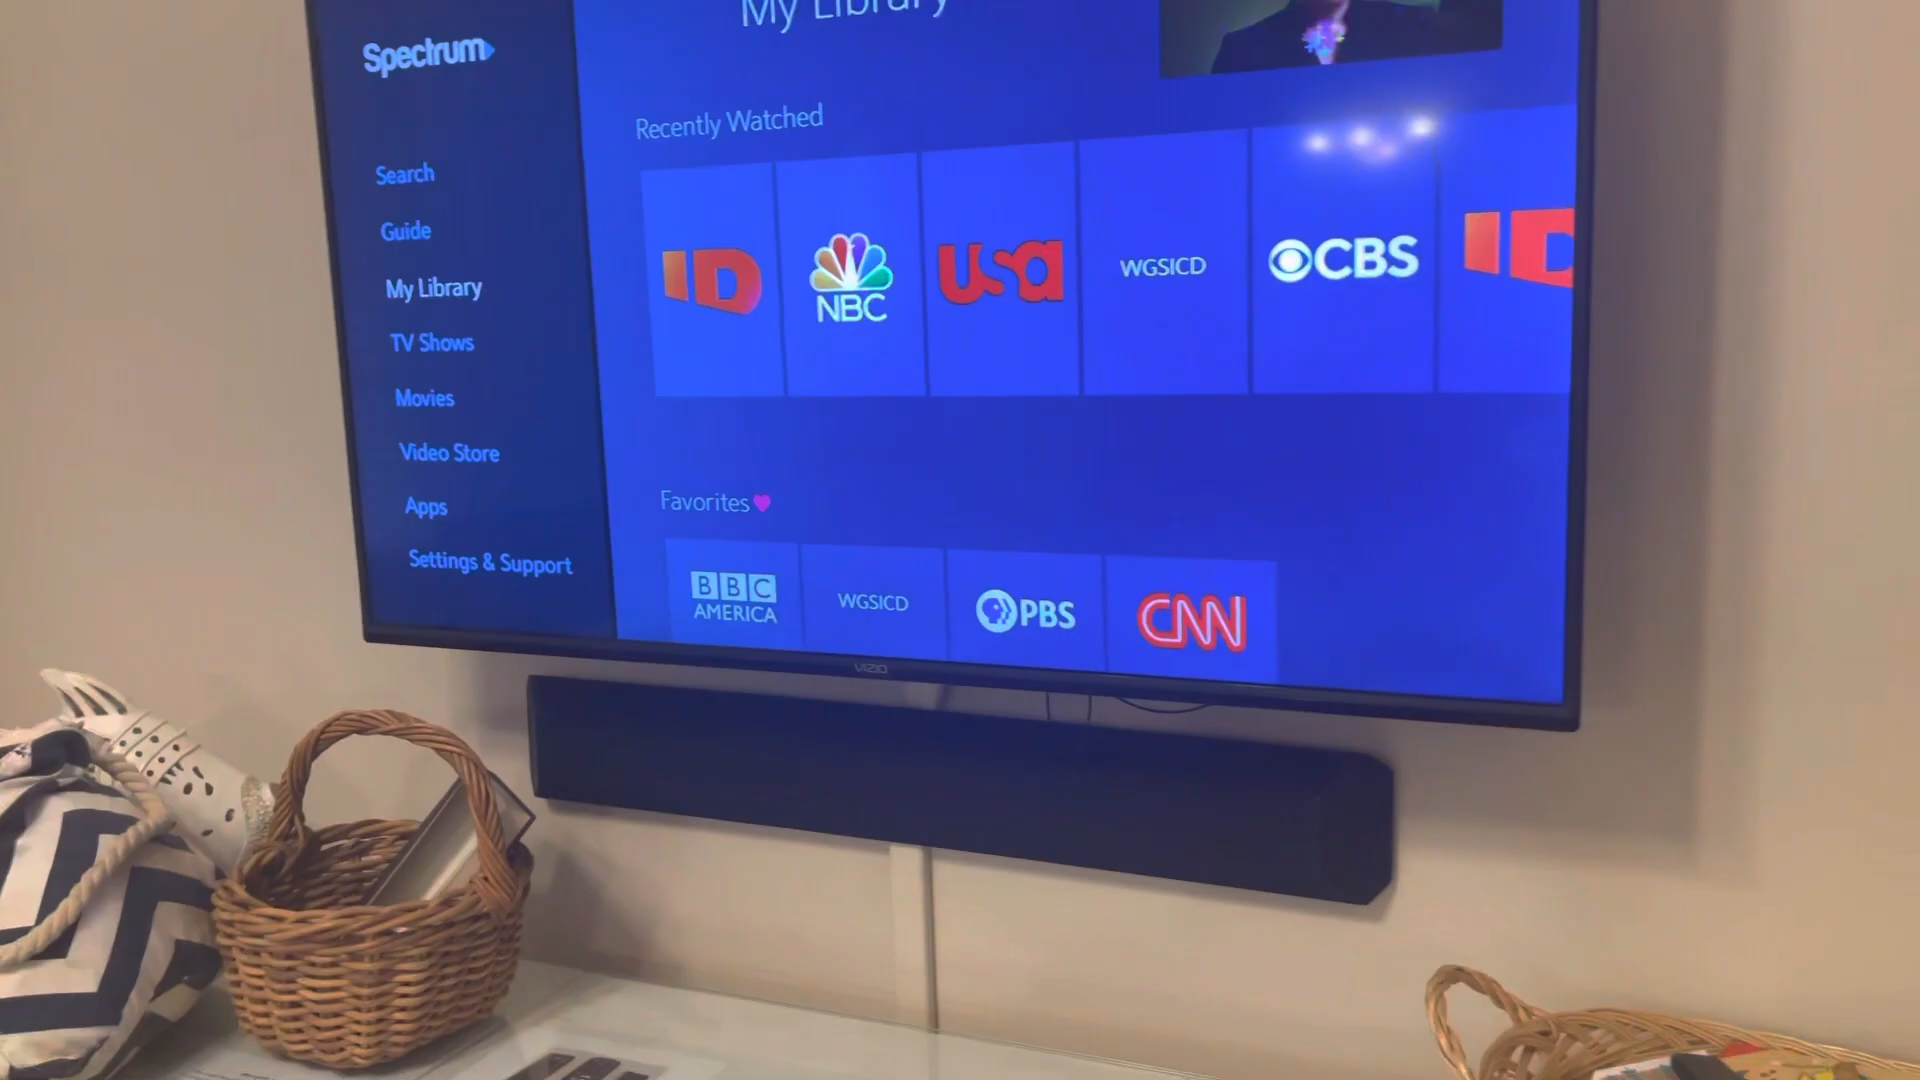 Spectrum
My Library
Search
Guide
My Library
TV Shows
Movies
Video Store
Apps
Settings & Support
Recently Watched
ID
NBC
USA
WGSICD
CBS
ID
Favorites
BBC
AMERICA
WGSICD
PBS
CNN
VIZIO